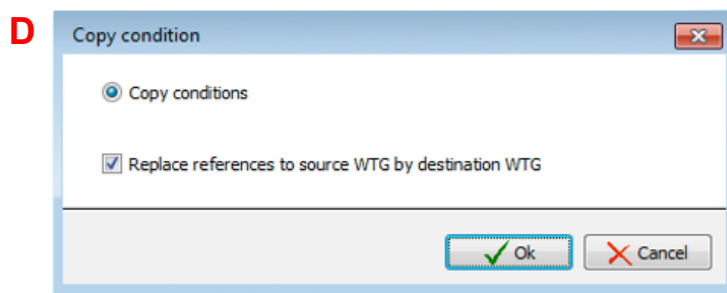 D
Copy condition
Copy conditions
Replace references to source WTG by destination WTG
Ok
Cancel